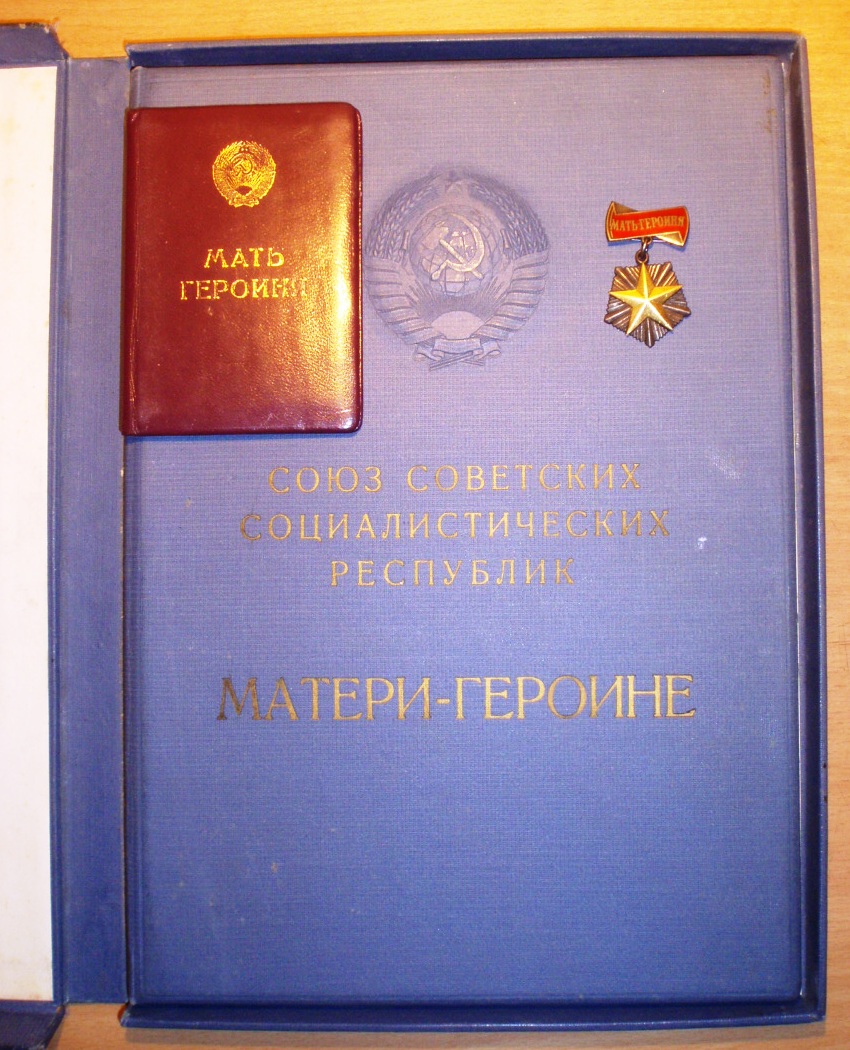 МАТЬ
ГЕРОИНЯ
МАТЬ ГЕРОИНЯ
СОЮЗ СОВЕТСКИХ
СОЦИАЛИСТИЧЕСКИХ
РЕСПУБЛИК
МАТЕРИ-ГЕРОИНЕ